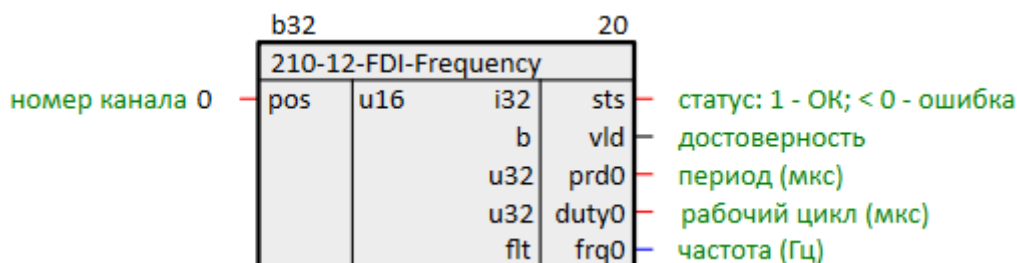 b32 20
210-12-FDI-Frequency
номер канала 0 pos u16 i32 sts статус: 1 - ОК; < 0 - ошибка
b vld достоверность
u32 prd0 период (мкс)
u32 duty0 рабочий цикл (мкс)
flt frq0 частота (Гц)